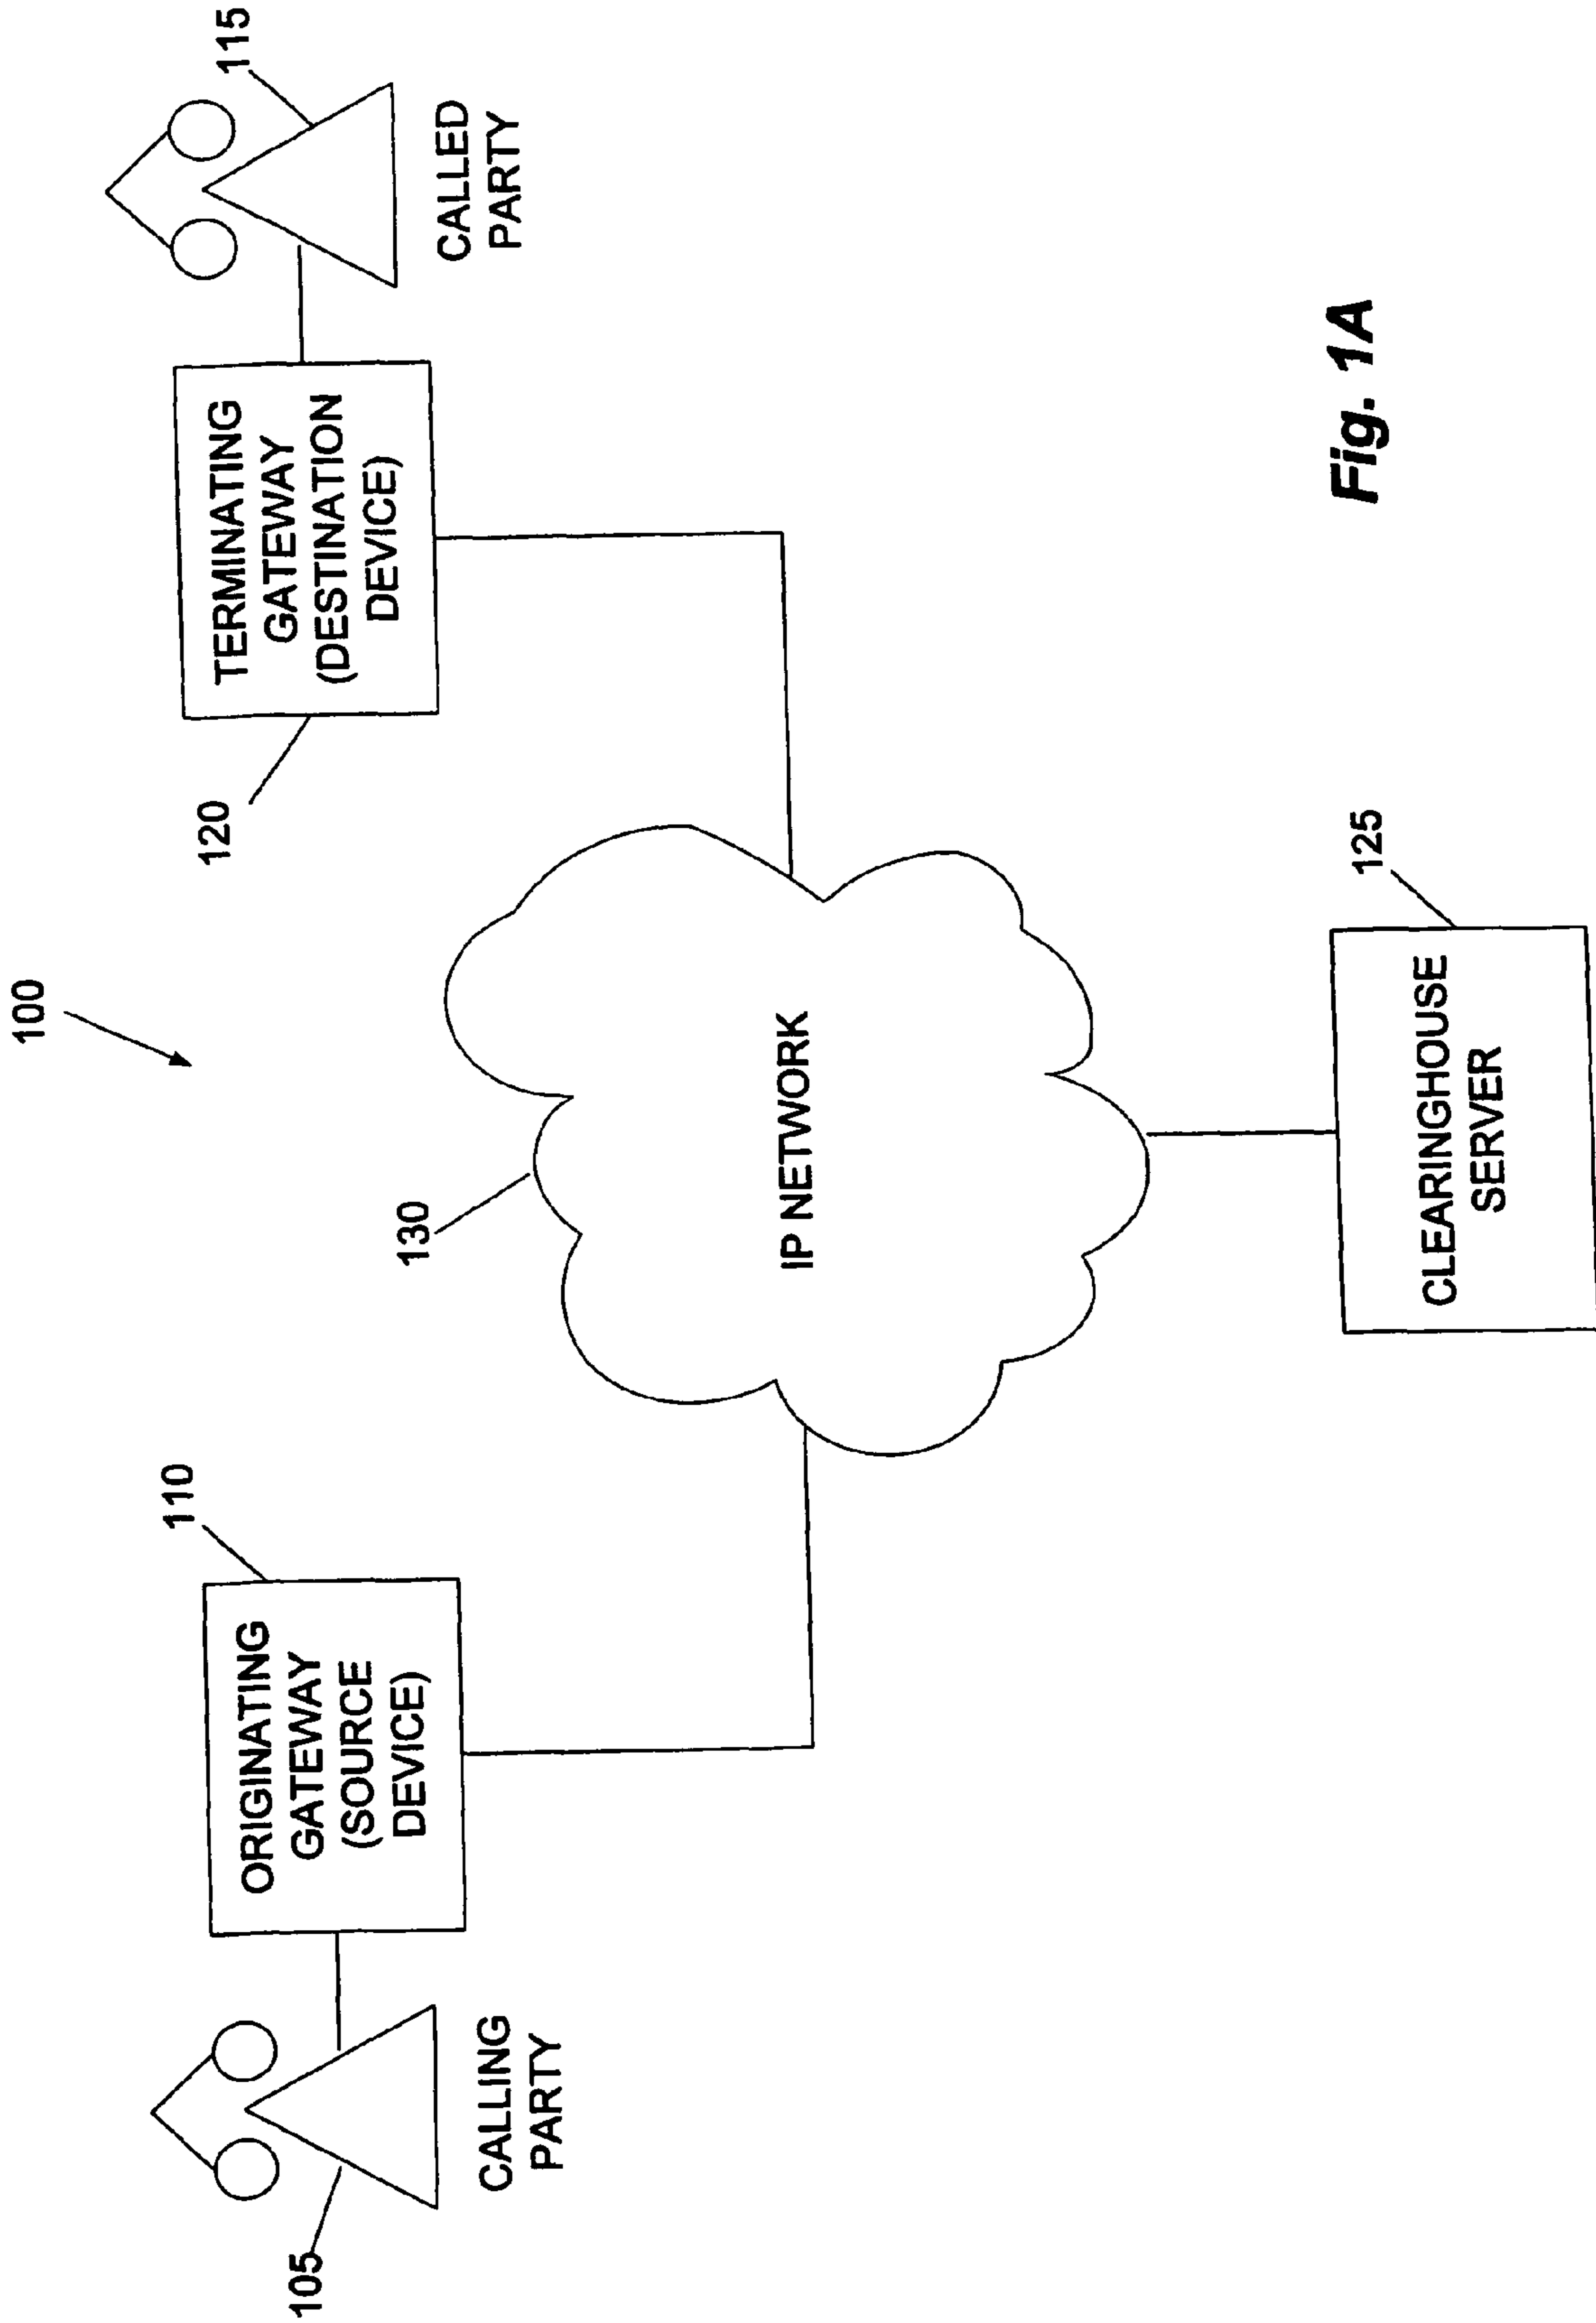 100
105
CALLING
PARTY
110
ORIGINATING
GATEWAY
(SOURCE
DEVICE)
130
IP NETWORK
120
TERMINATING
GATEWAY
(DESTINATION
DEVICE)
115
CALLED
PARTY
125
CLEARINGHOUSE
SERVER
Fig. 1A